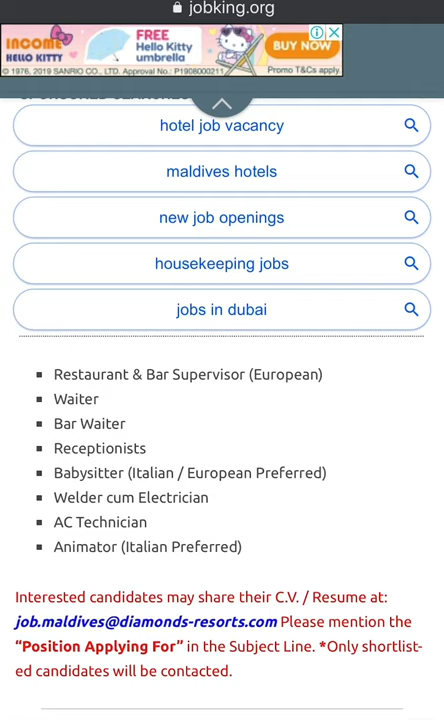 jobking.org
INCOME
HELLO KITTY
FREE
Hello Kitty
umbrella
BUY NOW
© 1976, 2019 SANRIO CO., LTD. Approval No.: P1908000211
Promo T&Cs apply.
hotel job vacancy
maldives hotels
new job openings
housekeeping jobs
jobs in dubai
▪ Restaurant & Bar Supervisor (European)
▪ Waiter
▪ Bar Waiter
▪ Receptionists
▪ Babysitter (Italian / European Preferred)
▪ Welder cum Electrician
▪ AC Technician
▪ Animator (Italian Preferred)
Interested candidates may share their C.V. / Resume at:
job.maldives@diamonds-resorts.com Please mention the
“Position Applying For” in the Subject Line. *Only shortlist-
ed candidates will be contacted.